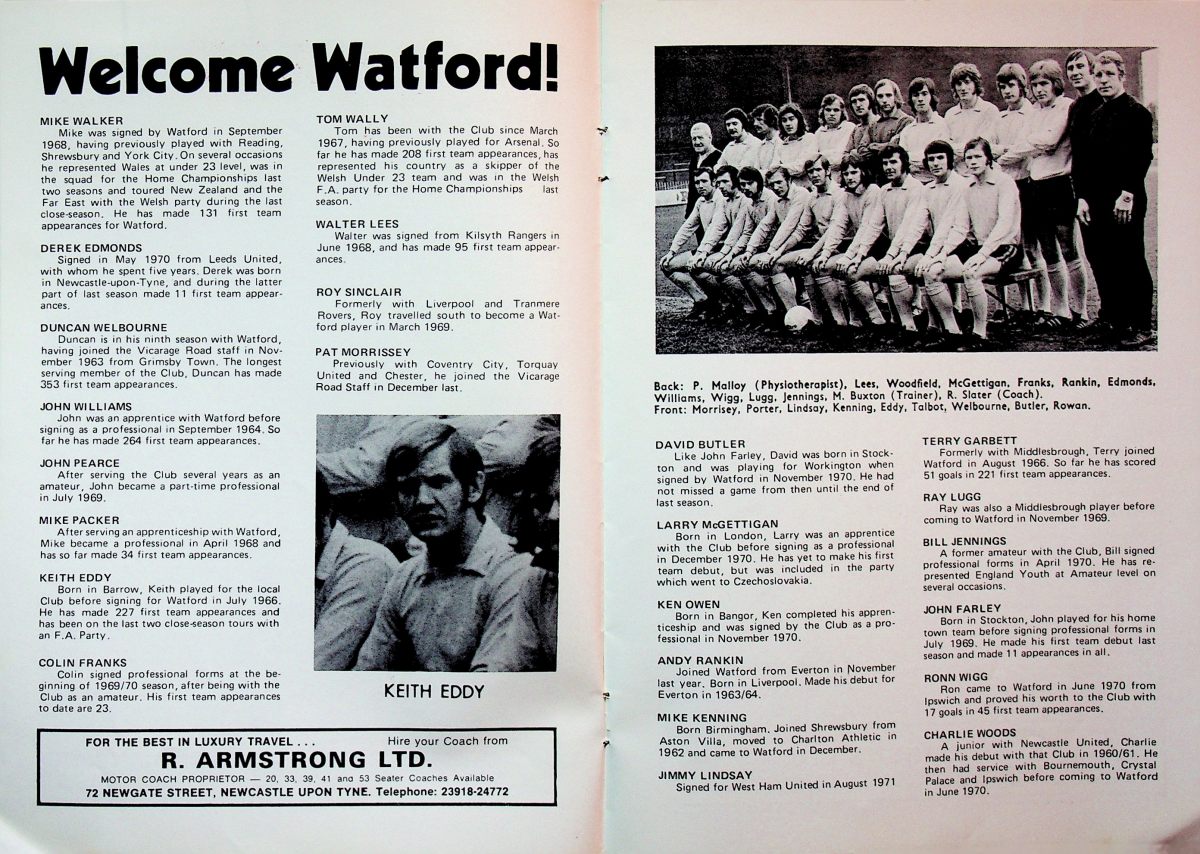 Welcome Watford!
MIKE WALKER
Mike was signed by Watford in September
1968, having previously played with Reading,
Shrewsbury and York City. On several occasions
he represented Wales at under 23 level, was in
the squad for the Home Championships last
two seasons and toured New Zealand and the
Far East with the Welsh party during the last
close-season. He has made 131 first team
appearances for Watford.
DEREK EDMONDS
Signed in May 1970 from Leeds United,
with whom he spent five years. Derek was born
in Newcastle-upon-Tyne, and during the latter
part of last season made 11 first team appear-
ances.
DUNCAN WELBOURNE
Duncan is in his ninth season with Watford,
having joined the Vicarage Road staff in Nov-
ember 1963 from Grimsby Town. The longest
serving member of the Club, Duncan has made
353 first team appearances.
JOHN WILLIAMS
John was an apprentice with Watford before
signing as a professional in September 1964. So
far he has made 264 first team appearances.
JOHN PEARCE
After serving the Club several years as an
amateur, John became a part-time professional
in July 1969.
MIKE PACKER
After serving an apprenticeship with Watford,
Mike became a professional in April 1968 and
has so far made 34 first team appearances.
KEITH EDDY
Born in Barrow, Keith played for the local
Club before signing for Watford in July 1966.
He has made 227 first team appearances and
has been on the last two close-season tours with
an F.A. Party.
COLIN FRANKS
Colin signed professional forms at the be-
ginning of 1969/70 season, after being with the
Club as an amateur. His first team appearances
to date are 23.
TOM WALLY
Tom has been with the Club since March
1967, having previously played for Arsenal. So
far he has made 208 first team appearances, has
represented his country as a skipper of the
Welsh Under 23 team and was in the Welsh
F.A. party for the Home Championships last
season.
WALTER LEES
Walter was signed from Kilsyth Rangers in
June 1968, and has made 95 first team appear-
ances.
ROY SINCLAIR
Formerly with Liverpool and Tranmere
Rovers, Roy travelled south to become a Wat-
ford player in March 1969.
PAT MORRISSEY
Previously with Coventry City, Torquay
United and Chester, he joined the Vicarage
Road Staff in December last.
KEITH EDDY
FOR THE BEST IN LUXURY TRAVEL . . . Hire your Coach from
R. ARMSTRONG LTD.
MOTOR COACH PROPRIETOR — 20, 33, 39, 41 and 53 Seater Coaches Available
72 NEWGATE STREET, NEWCASTLE UPON TYNE. Telephone: 23918-24772
Back: P. Malloy (Physiotherapist), Lees, Woodfield, McGettigan, Franks, Rankin, Edmonds,
Williams, Wigg, Lugg, Jennings, M. Buxton (Trainer), R. Slater (Coach).
Front: Morrisey, Porter, Lindsay, Kenning, Eddy, Talbot, Welbourne, Butler, Rowan.
DAVID BUTLER
Like John Farley, David was born in Stock-
ton and was playing for Workington when
signed by Watford in November 1970. He had
not missed a game from then until the end of
last season.
LARRY McGETTIGAN
Born in London, Larry was an apprentice
with the Club before signing as a professional
in December 1970. He has yet to make his first
team debut, but was included in the party
which went to Czechoslovakia.
KEN OWEN
Born in Bangor, Ken completed his appren-
ticeship and was signed by the Club as a pro-
fessional in November 1970.
ANDY RANKIN
Joined Watford from Everton in November
last year. Born in Liverpool. Made his debut for
Everton in 1963/64.
MIKE KENNING
Born Birmingham. Joined Shrewsbury from
Aston Villa, moved to Charlton Athletic in
1962 and came to Watford in December.
JIMMY LINDSAY
Signed for West Ham United in August 1971
TERRY GARBETT
Formerly with Middlesbrough, Terry joined
Watford in August 1966. So far he has scored
51 goals in 221 first team appearances.
RAY LUGG
Ray was also a Middlesbrough player before
coming to Watford in November 1969.
BILL JENNINGS
A former amateur with the Club, Bill signed
professional forms in April 1970. He has re-
presented England Youth at Amateur level on
several occasions.
JOHN FARLEY
Born in Stockton, John played for his home
town team before signing professional forms in
July 1969. He made his first team debut last
season and made 11 appearances in all.
RONN WIGG
Ron came to Watford in June 1970 from
Ipswich and proved his worth to the Club with
17 goals in 45 first team appearances.
CHARLIE WOODS
A junior with Newcastle United, Charlie
made his debut with that Club in 1960/61. He
then had service with Bournemouth, Crystal
Palace and Ipswich before coming to Watford
in June 1970.